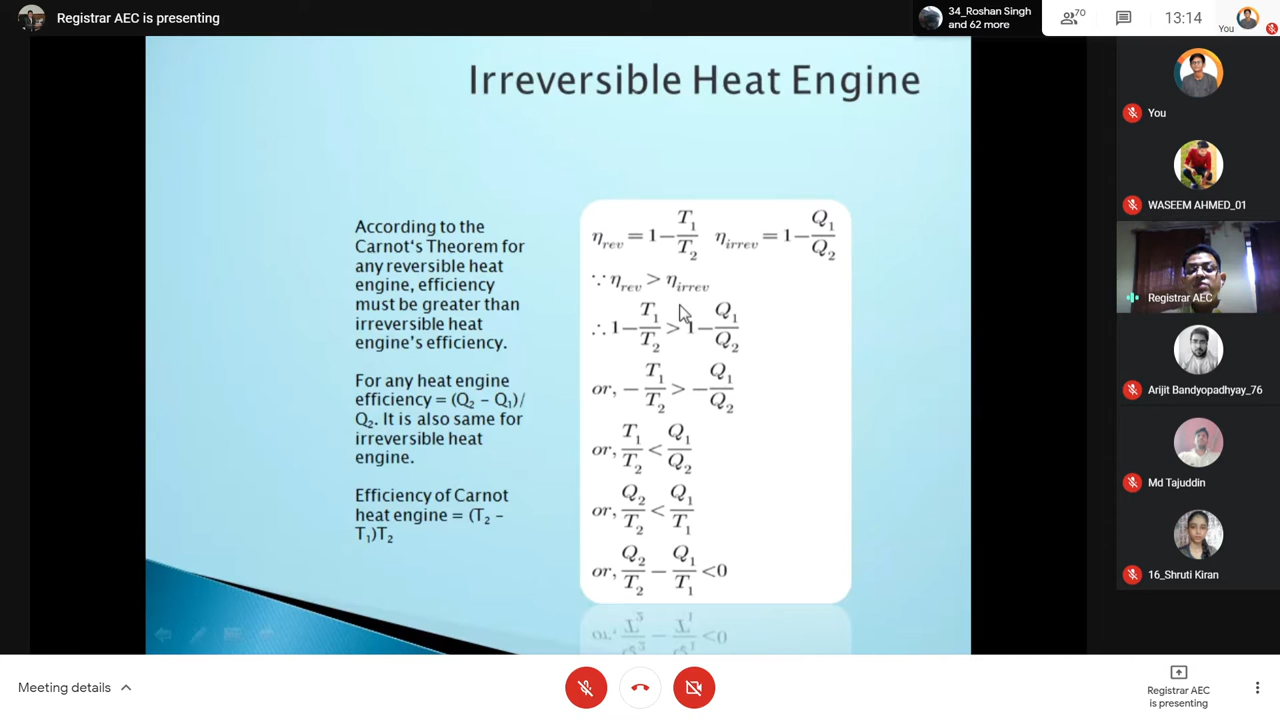 Registrar AEC is presenting
34_Roshan Singh
and 62 more
70
13:14
You
Irreversible Heat Engine
According to the
Carnot‘s Theorem for
any reversible heat
engine, efficiency
must be greater than
irreversible heat
engine’s efficiency.
For any heat engine
efficiency = (Q₂ – Q₁)/
Q₂. It is also same for
irreversible heat
engine.
Efficiency of Carnot
heat engine = (T₂ –
T₁)T₂
η_rev = 1 − T₁/T₂ η_irrev = 1 − Q₁/Q₂
∵ η_rev > η_irrev
∴ 1 − T₁/T₂ > 1 − Q₁/Q₂
or, − T₁/T₂ > − Q₁/Q₂
or, T₁/T₂ < Q₁/Q₂
or, Q₂/T₂ < Q₁/T₁
or, Q₂/T₂ − Q₁/T₁ <0
You
WASEEM AHMED_01
Registrar AEC
Arijit Bandyopadhyay_76
Md Tajuddin
16_Shruti Kiran
Meeting details
Registrar AEC
is presenting